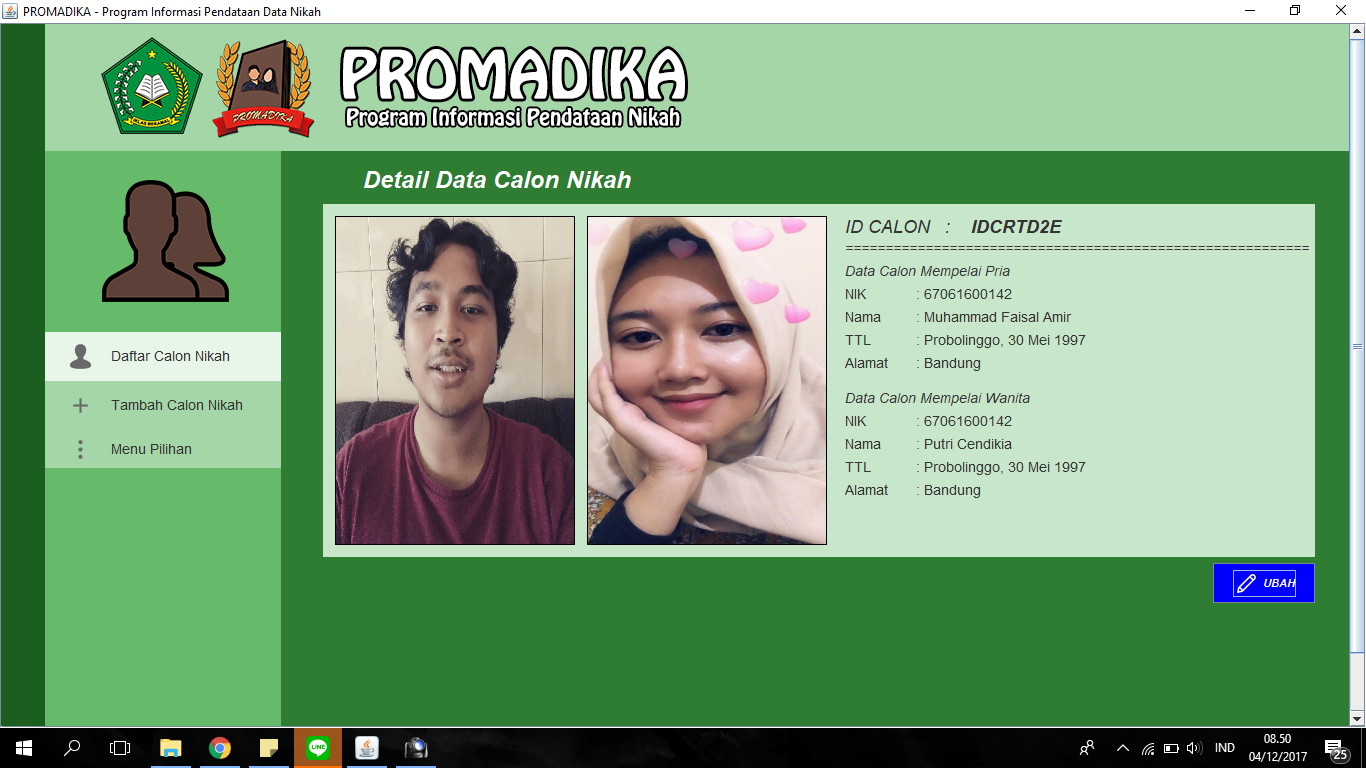 PROMADIKA - Program Informasi Pendataan Data Nikah
IKHLAS BERAMAL
PROMADIKA
PROMADIKA
Program Informasi Pendataan Nikah
Daftar Calon Nikah
Tambah Calon Nikah
Menu Pilihan
Detail Data Calon Nikah
ID CALON : IDCRTD2E
==========================================================
Data Calon Mempelai Pria
NIK : 67061600142
Nama : Muhammad Faisal Amir
TTL : Probolinggo, 30 Mei 1997
Alamat : Bandung
Data Calon Mempelai Wanita
NIK : 67061600142
Nama : Putri Cendikia
TTL : Probolinggo, 30 Mei 1997
Alamat : Bandung
UBAH
LINE
IND
08.50
04/12/2017
25